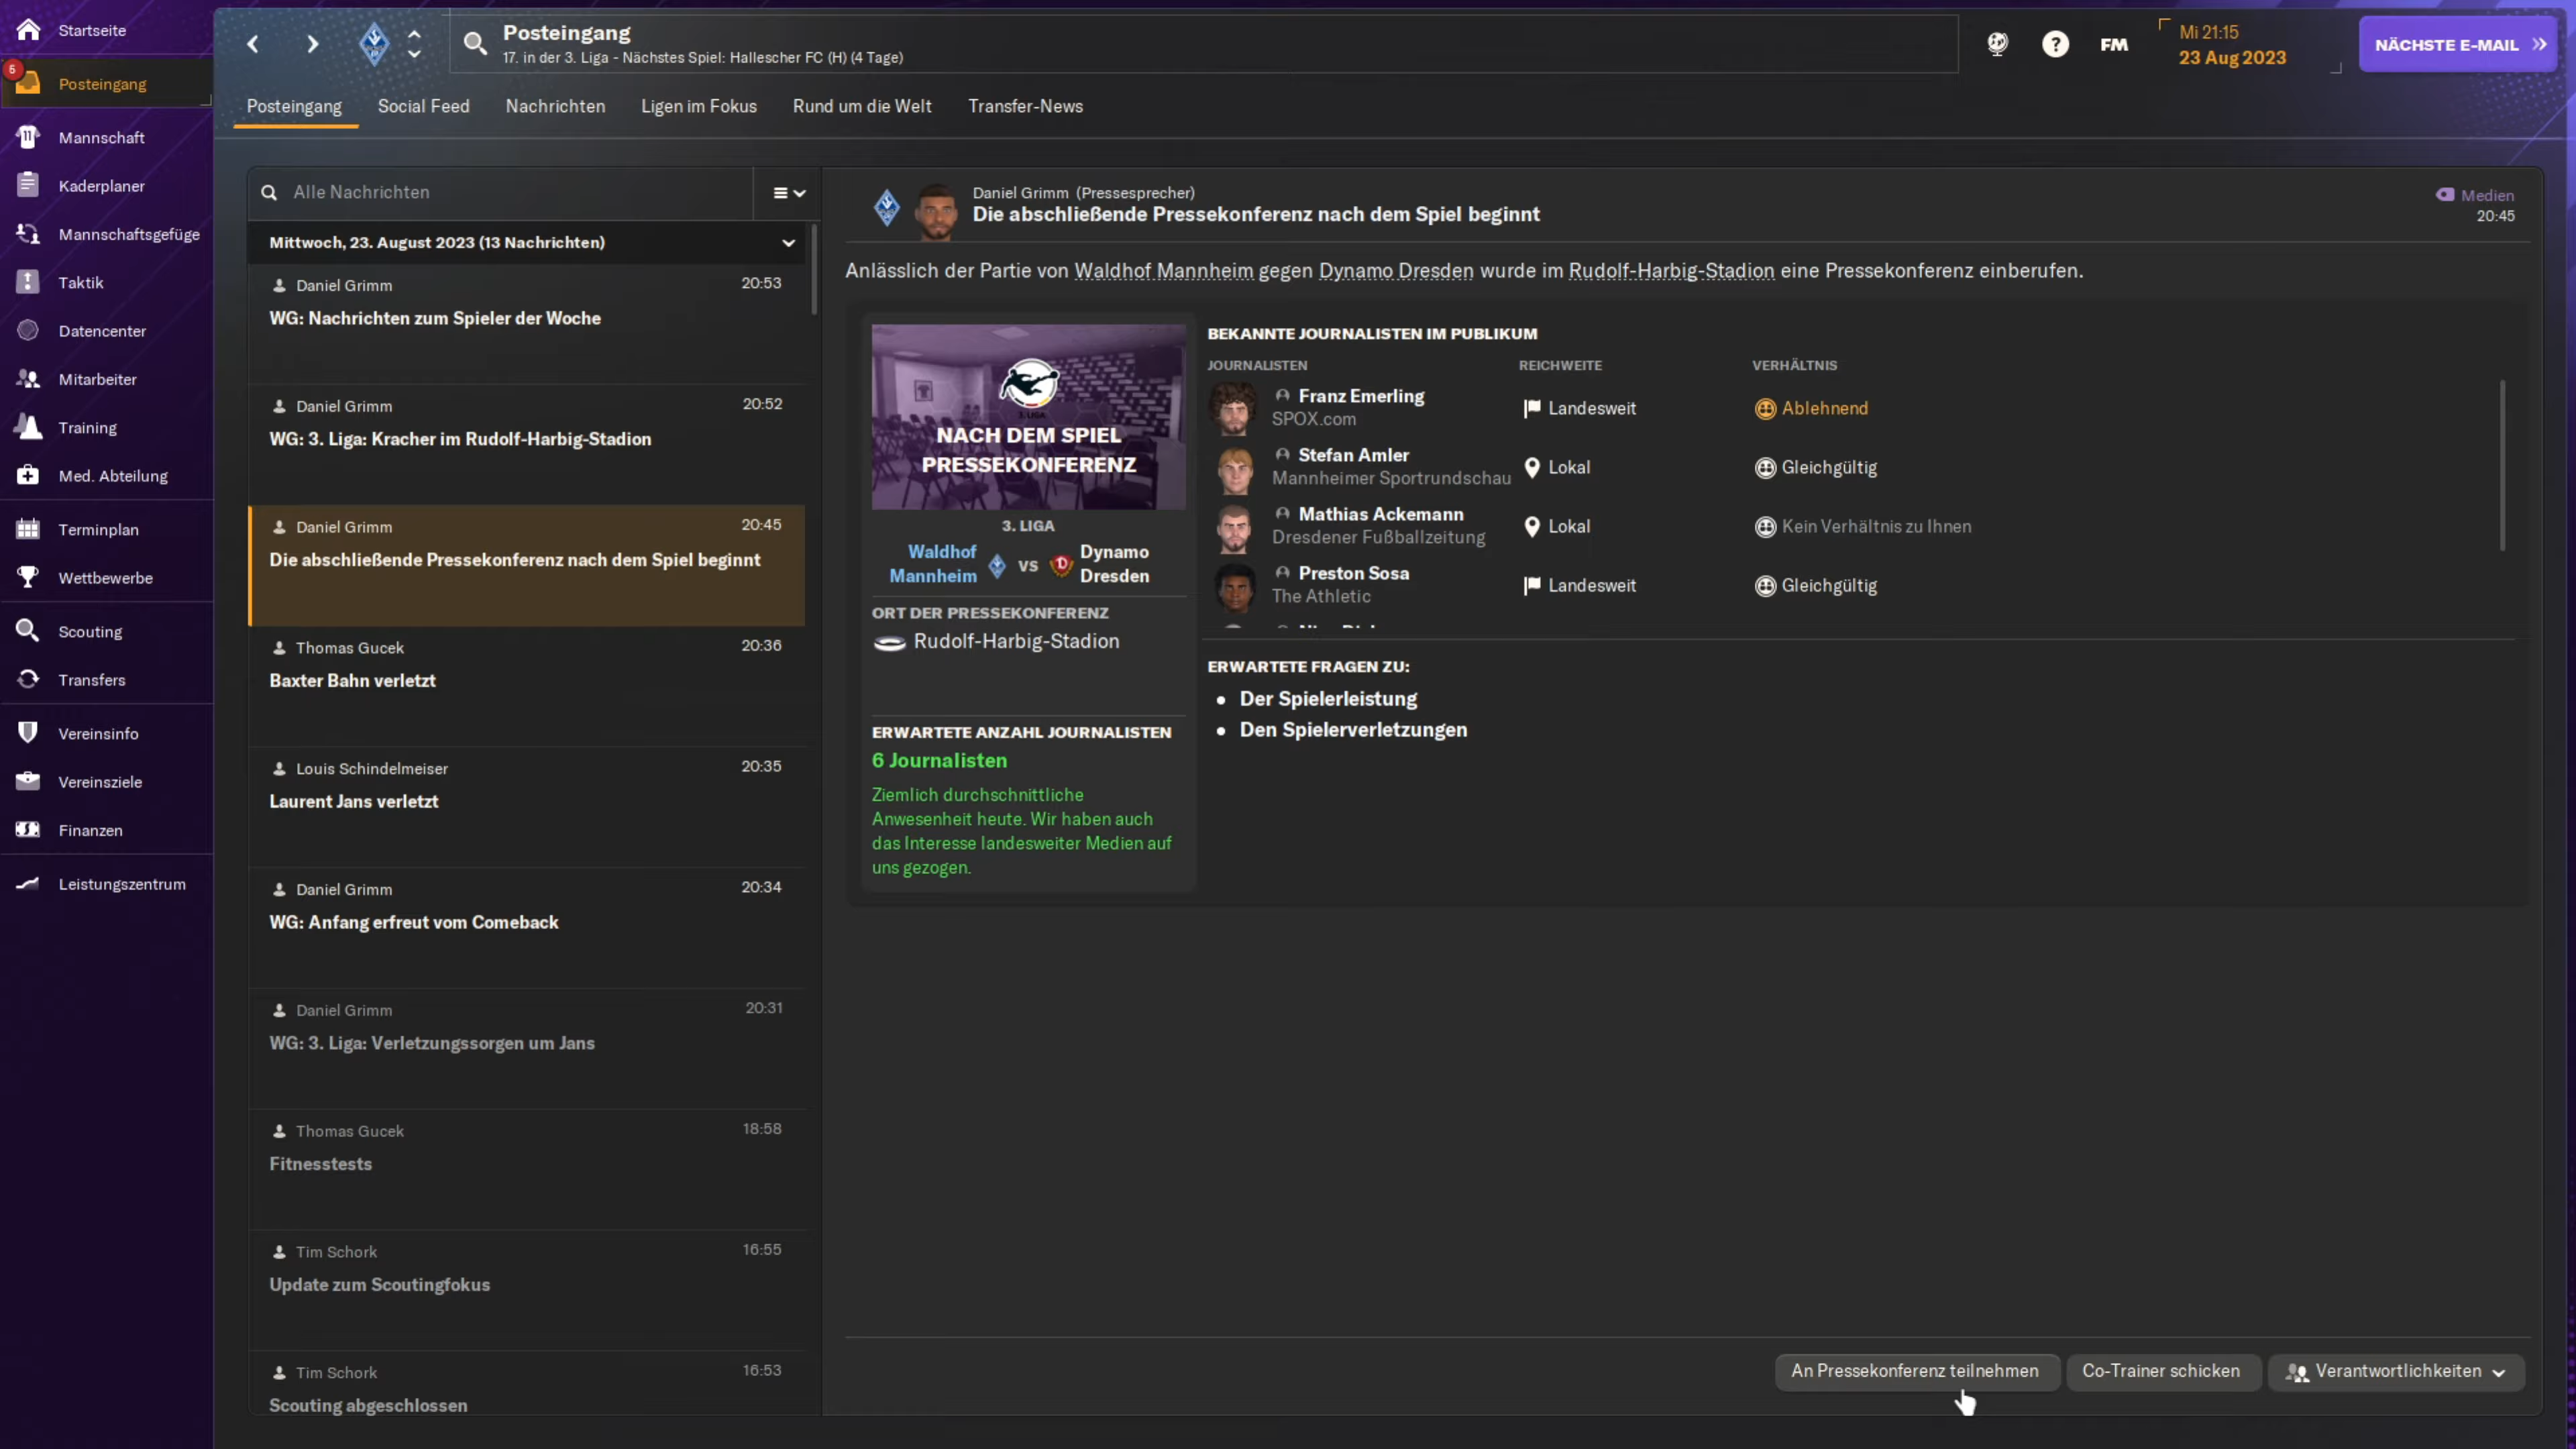 Startseite
5
Posteingang
Mannschaft
Kaderplaner
Mannschaftsgefüge
Taktik
Datencenter
Mitarbeiter
Training
Med. Abteilung
Terminplan
Wettbewerbe
Scouting
Transfers
Vereinsinfo
Vereinsziele
Finanzen
Leistungszentrum
Posteingang
17. in der 3. Liga - Nächstes Spiel: Hallescher FC (H) (4 Tage)
?
FM
Mi 21:15
23 Aug 2023
NÄCHSTE E-MAIL
Posteingang Social Feed Nachrichten Ligen im Fokus Rund um die Welt Transfer-News
Alle Nachrichten
Mittwoch, 23. August 2023 (13 Nachrichten)
Daniel Grimm 20:53
WG: Nachrichten zum Spieler der Woche
Daniel Grimm 20:52
WG: 3. Liga: Kracher im Rudolf-Harbig-Stadion
Daniel Grimm 20:45
Die abschließende Pressekonferenz nach dem Spiel beginnt
Thomas Gucek 20:36
Baxter Bahn verletzt
Louis Schindelmeiser 20:35
Laurent Jans verletzt
Daniel Grimm 20:34
WG: Anfang erfreut vom Comeback
Daniel Grimm 20:31
WG: 3. Liga: Verletzungssorgen um Jans
Thomas Gucek 18:58
Fitnesstests
Tim Schork 16:55
Update zum Scoutingfokus
Tim Schork 16:53
Scouting abgeschlossen
Daniel Grimm (Pressesprecher)
Die abschließende Pressekonferenz nach dem Spiel beginnt
Medien
20:45
Anlässlich der Partie von Waldhof Mannheim gegen Dynamo Dresden wurde im Rudolf-Harbig-Stadion eine Pressekonferenz einberufen.
3. LIGA
NACH DEM SPIEL
PRESSEKONFERENZ
3. LIGA
Waldhof Mannheim vs Dynamo Dresden
ORT DER PRESSEKONFERENZ
Rudolf-Harbig-Stadion
ERWARTETE ANZAHL JOURNALISTEN
6 Journalisten
Ziemlich durchschnittliche
Anwesenheit heute. Wir haben auch
das Interesse landesweiter Medien auf
uns gezogen.
BEKANNTE JOURNALISTEN IM PUBLIKUM
JOURNALISTEN REICHWEITE VERHÄLTNIS
Franz Emerling
SPOX.com
Landesweit
Ablehnend
Stefan Amler
Mannheimer Sportrundschau
Lokal
Gleichgültig
Mathias Ackemann
Dresdener Fußballzeitung
Lokal
Kein Verhältnis zu Ihnen
Preston Sosa
The Athletic
Landesweit
Gleichgültig
ERWARTETE FRAGEN ZU:
• Der Spielerleistung
• Den Spielerverletzungen
An Pressekonferenz teilnehmen
Co-Trainer schicken
Verantwortlichkeiten